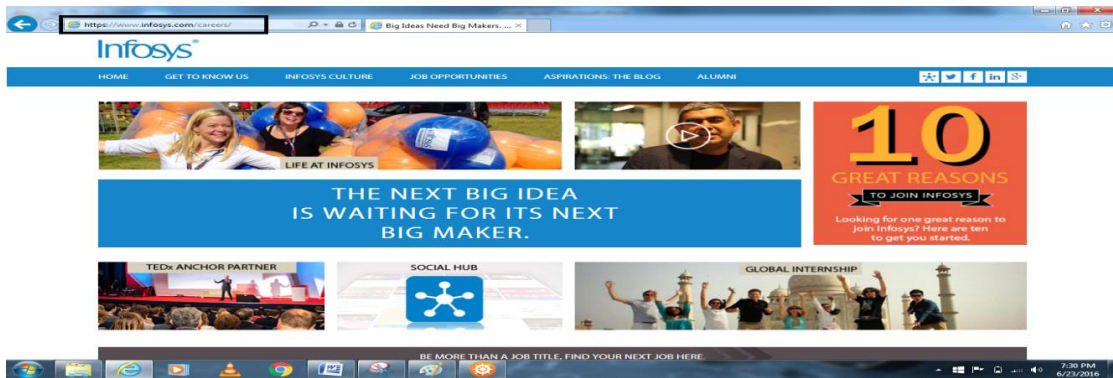 https://www.infosys.com/careers/
Big Ideas Need Big Makers. ...
Infosys®
HOME GET TO KNOW US INFOSYS CULTURE JOB OPPORTUNITIES ASPIRATIONS: THE BLOG ALUMNI
LIFE AT INFOSYS
10
GREAT REASONS
TO JOIN INFOSYS
Looking for one great reason to
join Infosys? Here are ten
to get you started.
THE NEXT BIG IDEA
IS WAITING FOR ITS NEXT
BIG MAKER.
TEDx ANCHOR PARTNER
SOCIAL HUB
GLOBAL INTERNSHIP
BE MORE THAN A JOB TITLE, FIND YOUR NEXT JOB HERE.
7:30 PM
6/23/2016